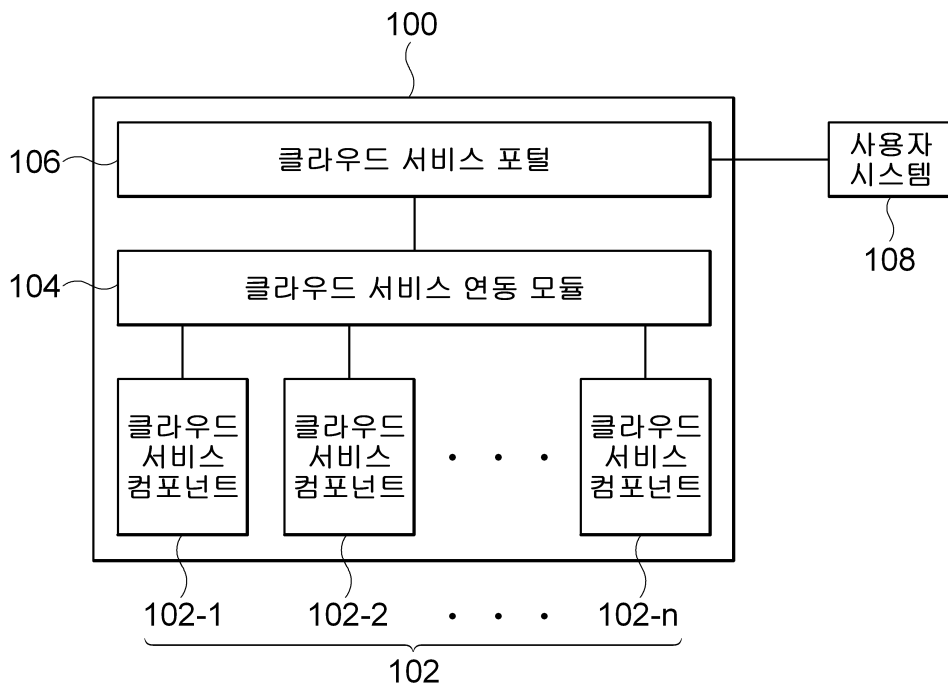 100
106
클라우드 서비스 포털
사용자
시스템
108
104
클라우드 서비스 연동 모듈
클라우드
서비스
컴포넌트
클라우드
서비스
컴포넌트
· · ·
클라우드
서비스
컴포넌트
102-1
102-2
· · ·
102-n
102